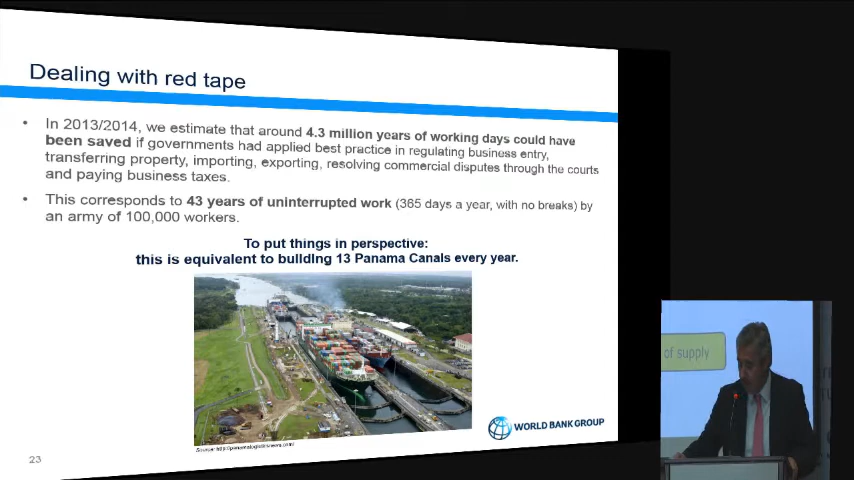 Dealing with red tape
• In 2013/2014, we estimate that around 4.3 million years of working days could have
been saved if governments had applied best practice in regulating business entry,
transferring property, importing, exporting, resolving commercial disputes through the courts
and paying business taxes.
• This corresponds to 43 years of uninterrupted work (365 days a year, with no breaks) by
an army of 100,000 workers.
To put things in perspective:
this is equivalent to building 13 Panama Canals every year.
WORLD BANK GROUP
23
of supply